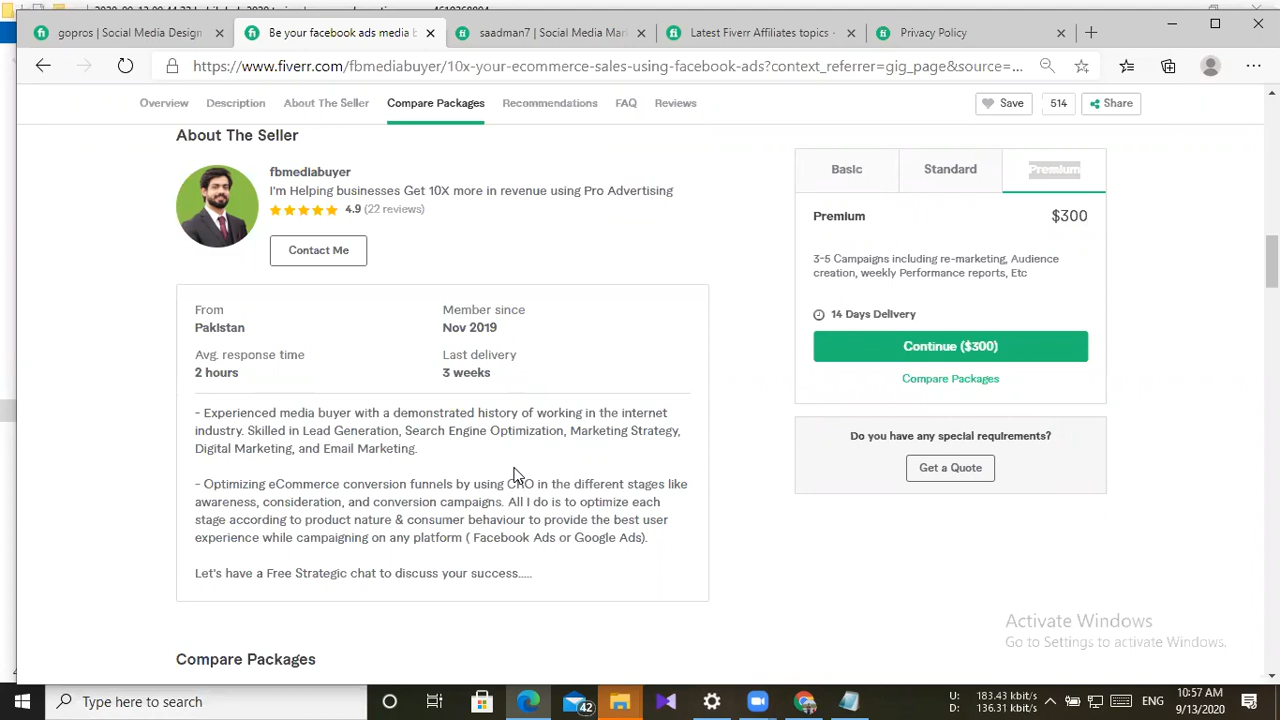 gopros | Social Media Design
Be your facebook ads media b
saadman7 | Social Media Mar
Latest Fiverr Affiliates topics -
Privacy Policy
https://www.fiverr.com/fbmediabuyer/10x-your-ecommerce-sales-using-facebook-ads?context_referrer=gig_page&source=...
Overview Description About The Seller Compare Packages Recommendations FAQ Reviews
Save 514 Share
About The Seller
fbmediabuyer
I'm Helping businesses Get 10X more in revenue using Pro Advertising
4.9 (22 reviews)
Contact Me
From
Pakistan
Member since
Nov 2019
Avg. response time
2 hours
Last delivery
3 weeks
- Experienced media buyer with a demonstrated history of working in the internet
industry. Skilled in Lead Generation, Search Engine Optimization, Marketing Strategy,
Digital Marketing, and Email Marketing.
- Optimizing eCommerce conversion funnels by using CRO in the different stages like
awareness, consideration, and conversion campaigns. All I do is to optimize each
stage according to product nature & consumer behaviour to provide the best user
experience while campaigning on any platform ( Facebook Ads or Google Ads).
Let's have a Free Strategic chat to discuss your success.....
Compare Packages
Basic Standard Premium
Premium $300
3-5 Campaigns including re-marketing, Audience
creation, weekly Performance reports, Etc
14 Days Delivery
Continue ($300)
Compare Packages
Do you have any special requirements?
Get a Quote
Activate Windows
Go to Settings to activate Windows.
Type here to search
42
U: 183.43 kbit/s
D: 136.31 kbit/s
ENG
10:57 AM
9/13/2020